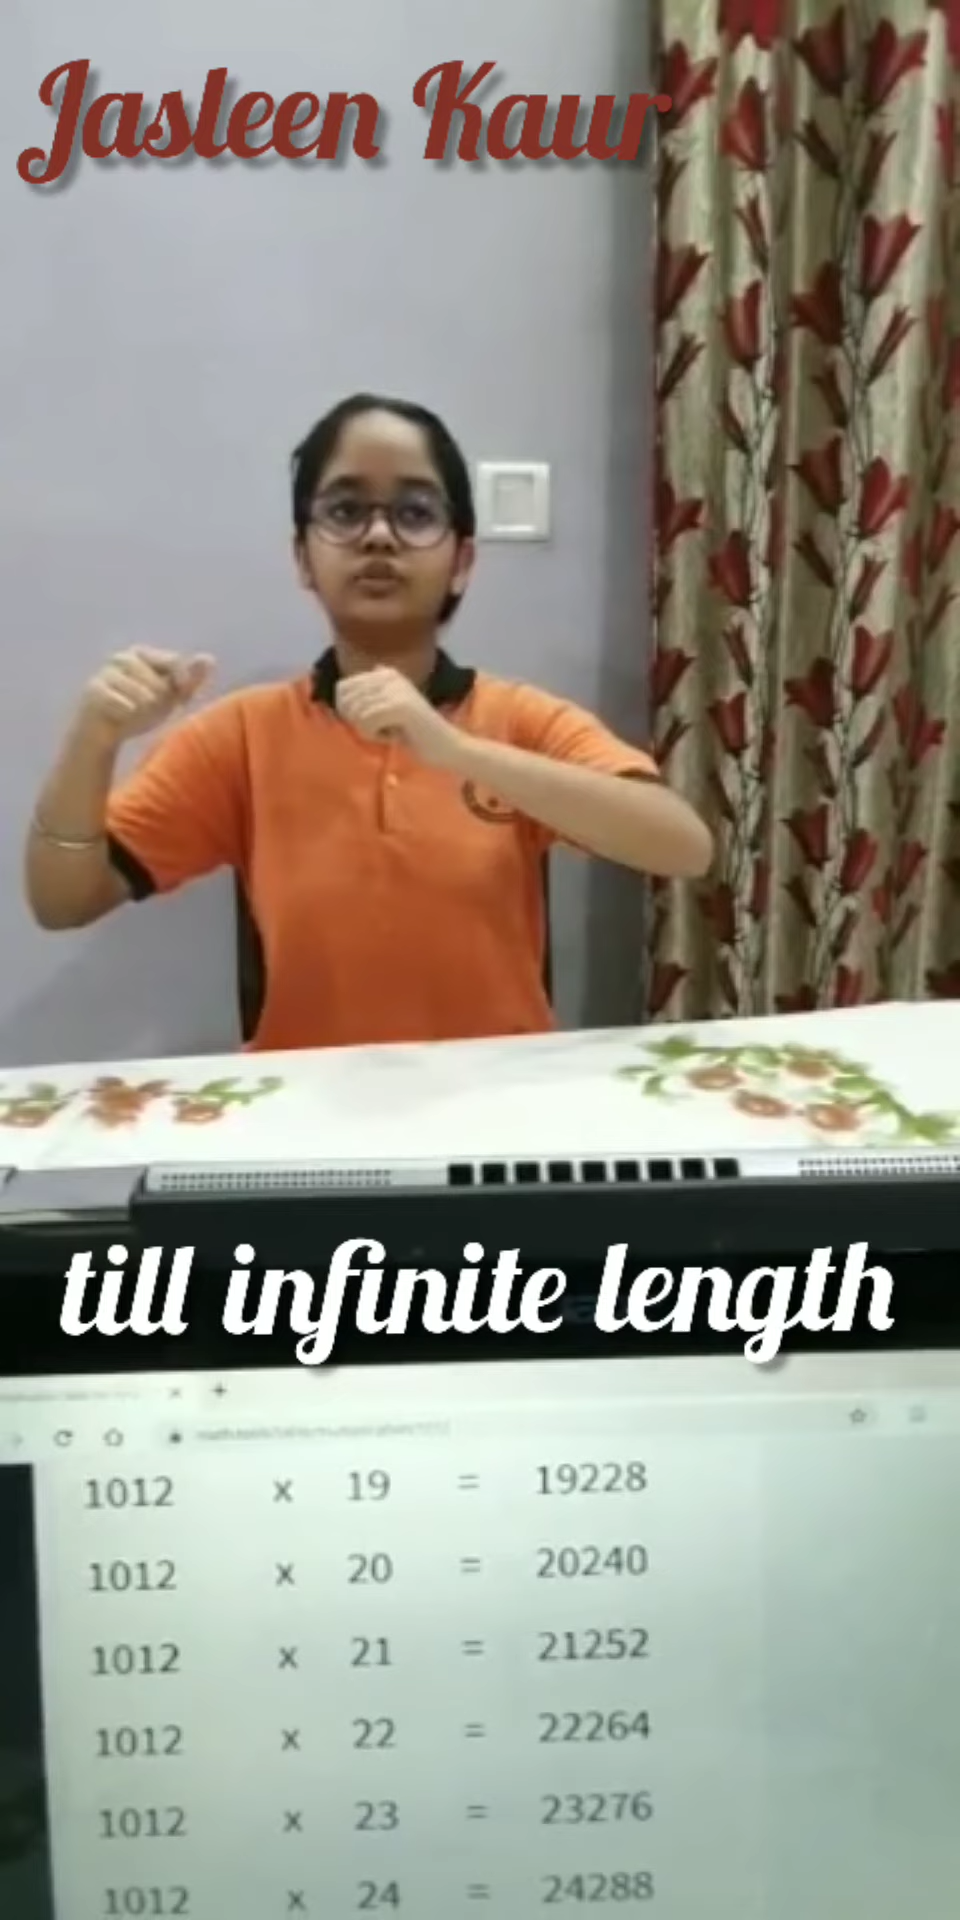 Jasleen Kaur
till infinite length
1012 x 19 = 19228
1012 x 20 = 20240
1012 x 21 = 21252
1012 x 22 = 22264
1012 x 23 = 23276
1012 x 24 = 24288